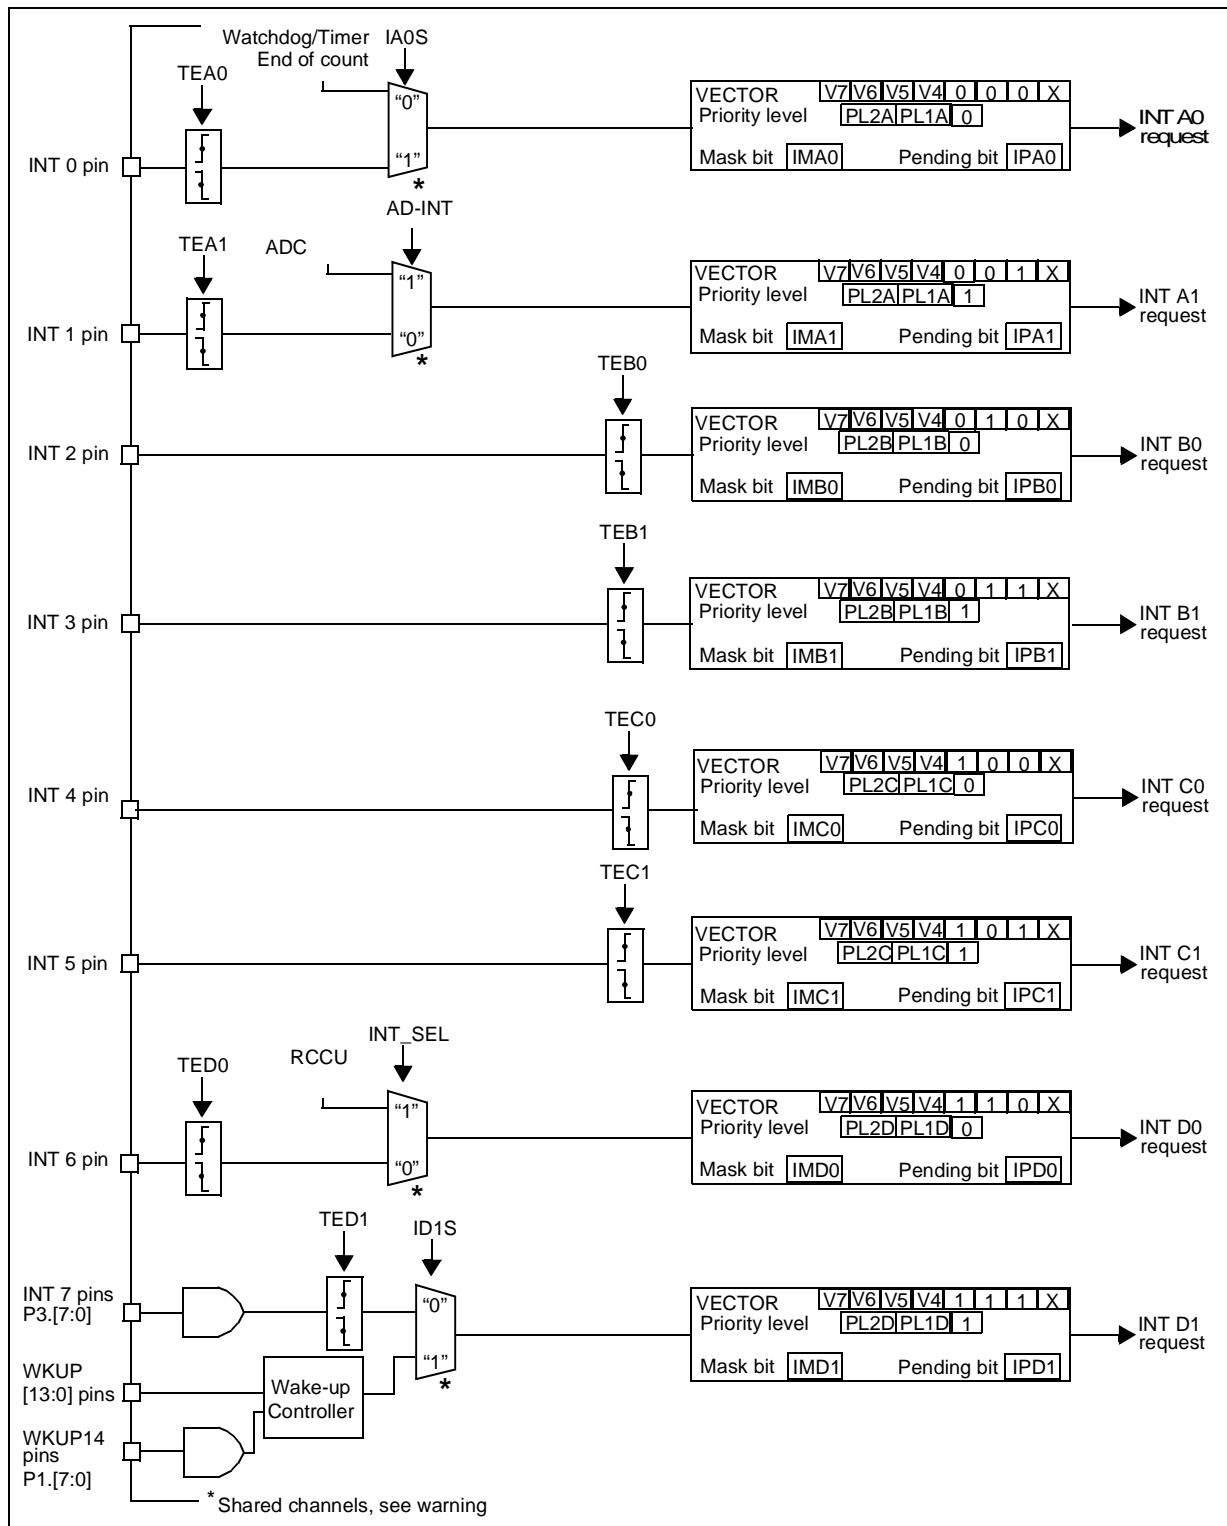 Watchdog/Timer IA0S
End of count
TEA0
"0"
"1"
INT 0 pin
*
VECTOR V7 V6 V5 V4 0 0 0 X
Priority level PL2A PL1A 0
Mask bit IMA0 Pending bit IPA0
INT A0
request
AD-INT
TEA1
ADC
"1"
"0"
INT 1 pin
*
VECTOR V7 V6 V5 V4 0 0 1 X
Priority level PL2A PL1A 1
Mask bit IMA1 Pending bit IPA1
INT A1
request
TEB0
INT 2 pin
VECTOR V7 V6 V5 V4 0 1 0 X
Priority level PL2B PL1B 0
Mask bit IMB0 Pending bit IPB0
INT B0
request
TEB1
INT 3 pin
VECTOR V7 V6 V5 V4 0 1 1 X
Priority level PL2B PL1B 1
Mask bit IMB1 Pending bit IPB1
INT B1
request
TEC0
INT 4 pin
VECTOR V7 V6 V5 V4 1 0 0 X
Priority level PL2C PL1C 0
Mask bit IMC0 Pending bit IPC0
INT C0
request
TEC1
INT 5 pin
VECTOR V7 V6 V5 V4 1 0 1 X
Priority level PL2C PL1C 1
Mask bit IMC1 Pending bit IPC1
INT C1
request
INT_SEL
RCCU
TED0
"1"
"0"
INT 6 pin
*
VECTOR V7 V6 V5 V4 1 1 0 X
Priority level PL2D PL1D 0
Mask bit IMD0 Pending bit IPD0
INT D0
request
TED1
ID1S
INT 7 pins
P3.[7:0]
"0"
"1"
*
VECTOR V7 V6 V5 V4 1 1 1 X
Priority level PL2D PL1D 1
Mask bit IMD1 Pending bit IPD1
INT D1
request
WKUP
[13:0] pins
Wake-up
Controller
WKUP14
pins
P1.[7:0]
* Shared channels, see warning